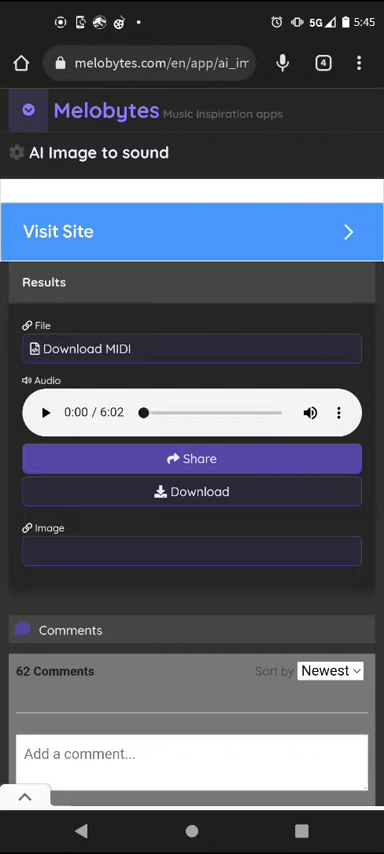 5G 5:45
melobytes.com/en/app/ai_im
4
Melobytes Music inspiration apps
AI Image to sound
Visit Site
Results
File
Download MIDI
Audio
0:00 / 6:02
Share
Download
Image
Comments
62 Comments
Sort by Newest
Add a comment...